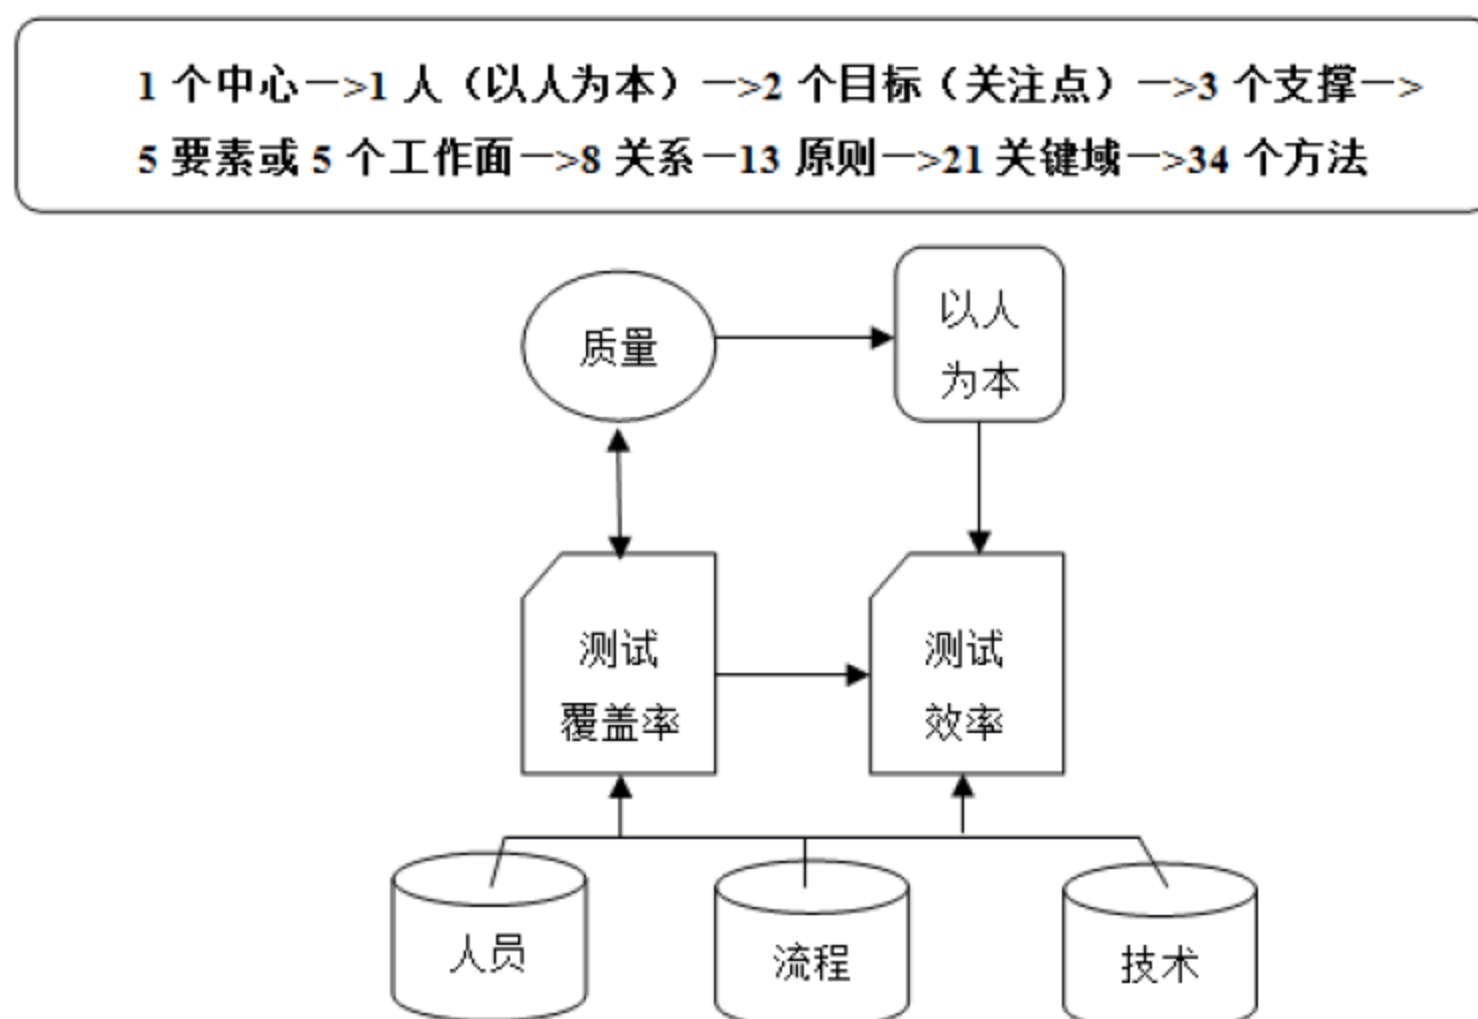 1 个中心—>1 人（以人为本）—>2 个目标（关注点）—>3 个支撑—>
5 要素或 5 个工作面—>8 关系—13 原则—>21 关键域—>34 个方法
质量
以人
为本
测试
覆盖率
测试
效率
人员
流程
技术